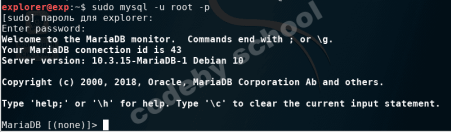 explorer@exp:~$ sudo mysql -u root -p
[sudo] пароль для explorer:
Enter password:
Welcome to the MariaDB monitor.  Commands end with ; or \g.
Your MariaDB connection id is 43
Server version: 10.3.15-MariaDB-1 Debian 10
Copyright (c) 2000, 2018, Oracle, MariaDB Corporation Ab and others.
Type 'help;' or '\h' for help. Type '\c' to clear the current input statement.
MariaDB [(none)]>
codeby school